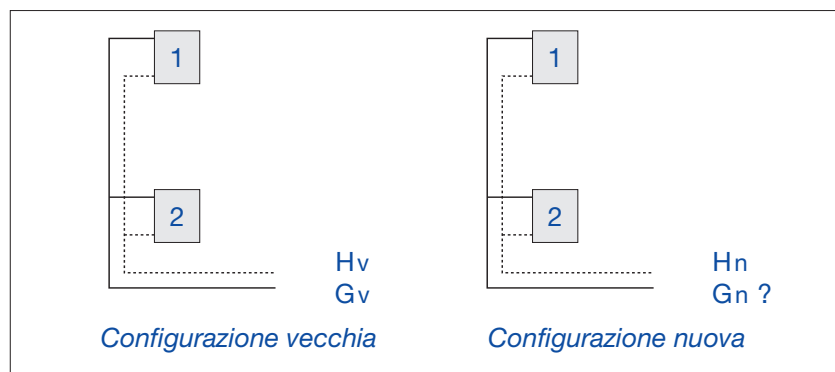 1
2
Hv
Gv
Configurazione vecchia
1
2
Hn
Gn ?
Configurazione nuova